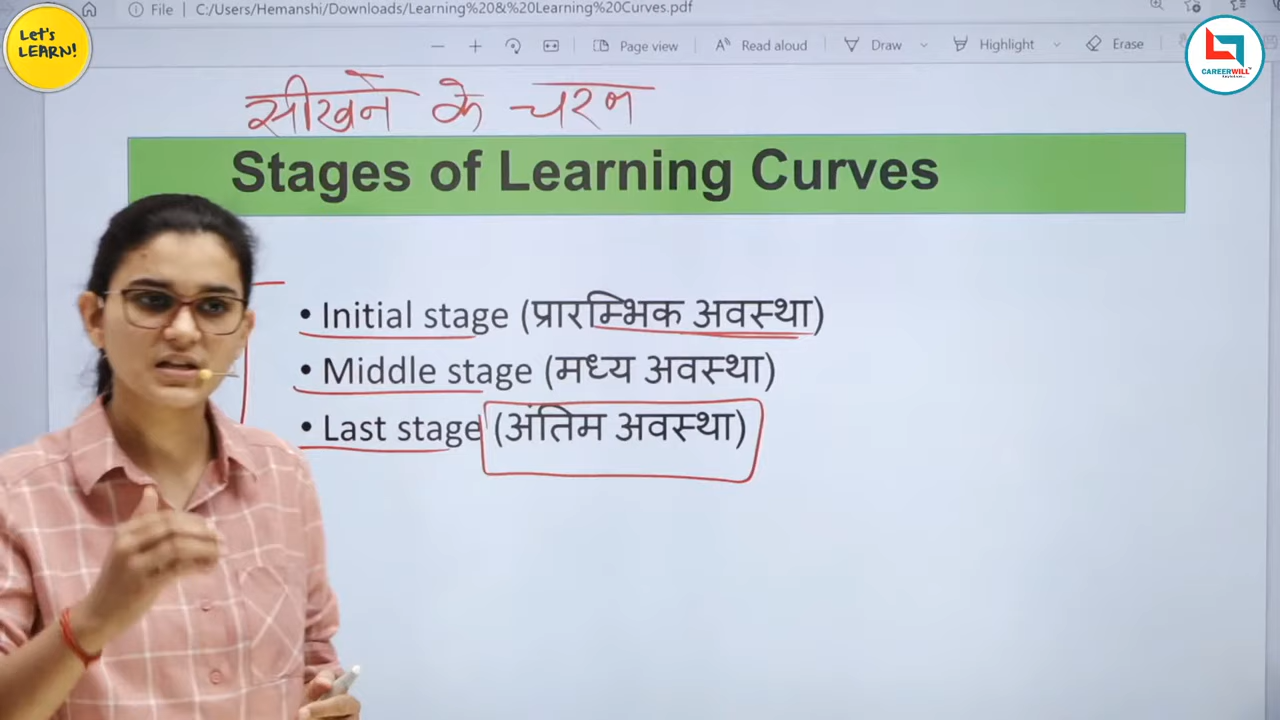 Let's
LEARN!
File | C:/Users/Hemanshi/Downloads/Learning%20&%20Learning%20Curves.pdf
Page view Read aloud Draw Highlight Erase
CAREERWILL
सीखने के चरण
Stages of Learning Curves
• Initial stage (प्रारम्भिक अवस्था)
• Middle stage (मध्य अवस्था)
• Last stage (अंतिम अवस्था)